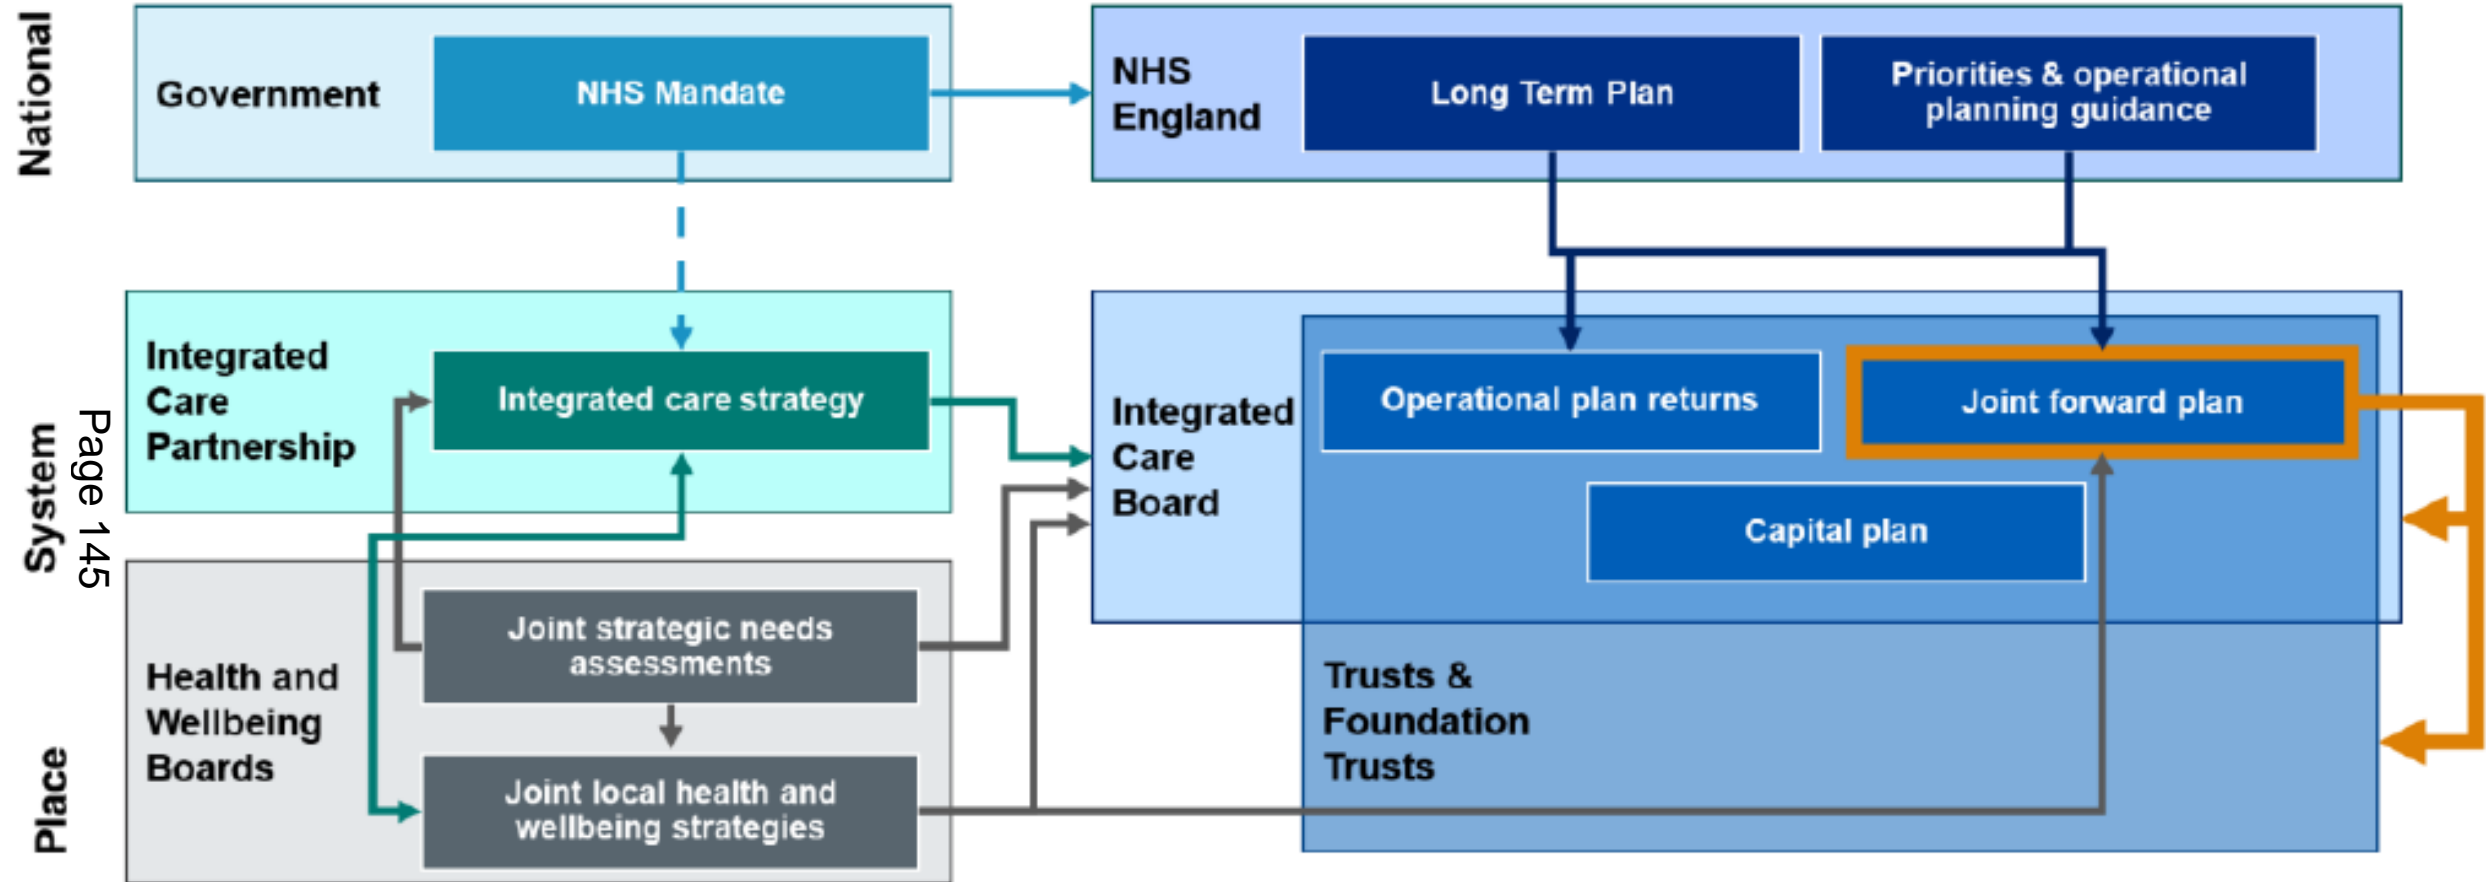 National
Government
NHS Mandate
NHS
England
Long Term Plan
Priorities & operational
planning guidance
System
Page 145
Integrated
Care
Partnership
Integrated care strategy
Integrated
Care
Board
Operational plan returns
Joint forward plan
Capital plan
Place
Health and
Wellbeing
Boards
Joint strategic needs
assessments
Joint local health and
wellbeing strategies
Trusts &
Foundation
Trusts